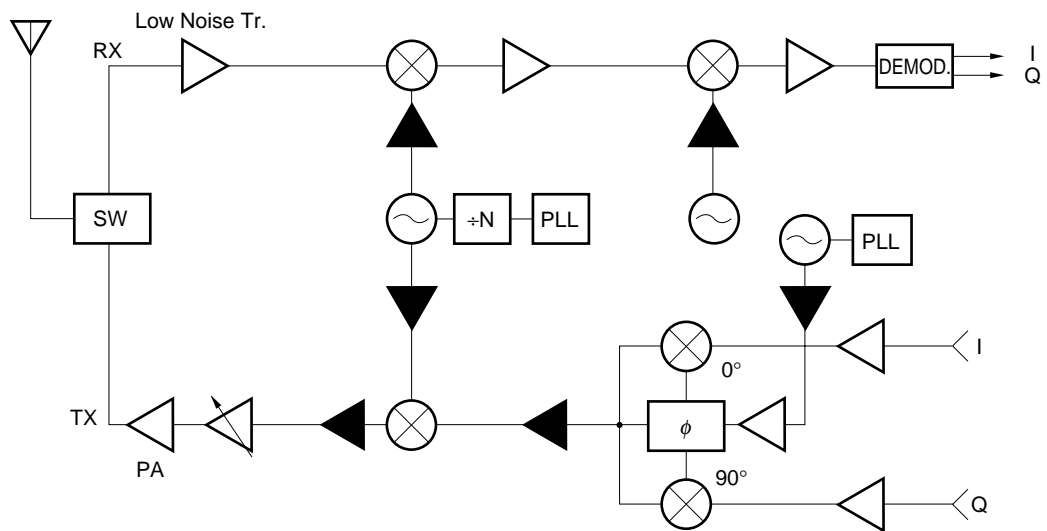 Low Noise Tr.
RX
DEMOD.
I
Q
SW
÷N
PLL
PLL
I
0°
TX
ϕ
PA
90°
Q